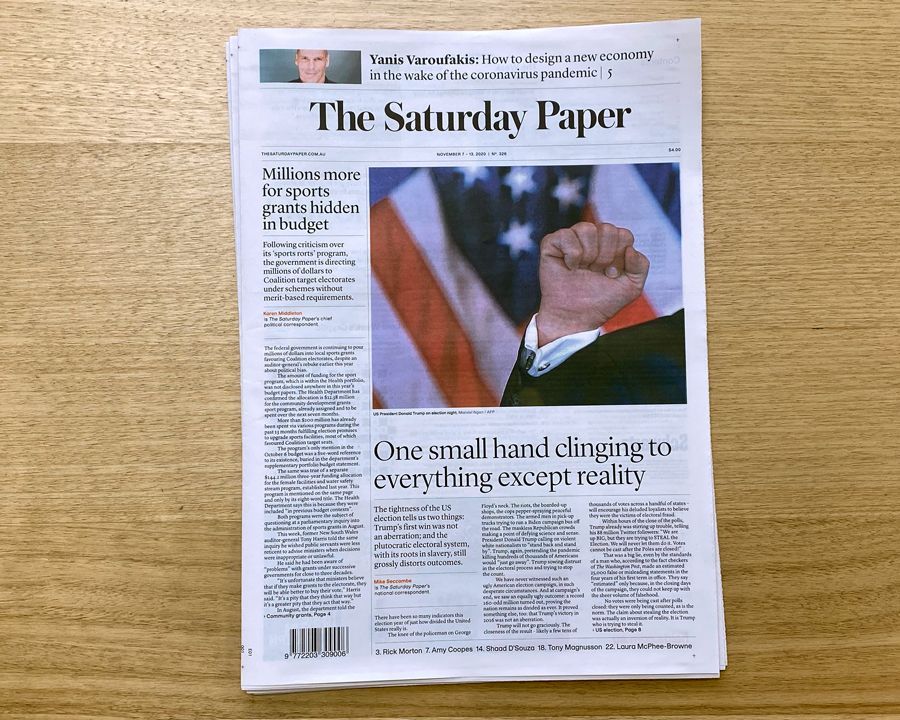 Yanis Varoufakis: How to design a new economy
in the wake of the coronavirus pandemic | 5
The Saturday Paper
THESATURDAYPAPER.COM.AU
NOVEMBER 7 – 13, 2020 | Nº. 326
$4.00
Millions more
for sports
grants hidden
in budget
Following criticism over
its 'sports rorts' program,
the government is directing
millions of dollars to
Coalition target electorates
under schemes without
merit-based requirements.
Karen Middleton
is The Saturday Paper's chief
political correspondent.
The federal government is continuing to pour
millions of dollars into local sports grants
favouring Coalition electorates, despite an
auditor-general's rebuke earlier this year
about political bias.
The amount of funding for the sport
program, which is within the Health portfolio,
was not disclosed anywhere in this year's
budget papers. The Health Department has
confirmed the allocation is $12.58 million
for the community development grants
sport program, already assigned and to be
spent over the next seven months.
More than $100 million has already
been spent via various programs during the
past 15 months fulfilling election promises
to upgrade sports facilities, most of which
favoured Coalition target seats.
The program's only mention in the
October 6 budget was a five-word reference
to its existence, buried in the department's
supplementary portfolio budget statement.
The same was true of a separate
$144.2 million three-year funding allocation
for the female facilities and water safety
stream program, established last year. This
program is mentioned on the same page
and only by its eight-word title. The Health
Department says this is because they were
included "in previous budget contexts".
Both programs were the subject of
questioning at a parliamentary inquiry into
the administration of sports grants in August.
This week, former New South Wales
auditor-general Tony Harris told the same
inquiry he wished public servants were less
reticent to advise ministers when decisions
were inappropriate or unlawful.
He said he had been aware of
"problems" with grants under successive
governments for close to three decades.
"It's unfortunate that ministers believe
that if they make grants to the electorate, they
will be able to better buy their vote," Harris
said. "It's a pity that they think that way but
it's a greater pity that they act that way."
In August, the department told the
• Community grants, Page 4
9 772203 309006
US President Donald Trump on election night. Mandel Ngan / AFP
One small hand clinging to
everything except reality
The tightness of the US
election tells us two things:
Trump's first win was not
an aberration; and the
plutocratic electoral system,
with its roots in slavery, still
grossly distorts outcomes.
Mike Seccombe
is The Saturday Paper's
national correspondent.
There have been so many indicators this
election year of just how divided the United
States really is.
The knee of the policeman on George
Floyd's neck. The riots, the boarded-up
shops, the cops pepper-spraying peaceful
demonstrators. The armed men in pick-up
trucks trying to run a Biden campaign bus off
the road. The maskless Republican crowds
making a point of defying science and sense.
President Donald Trump calling on armed
white nationalists to "stand back and stand
by". Trump, again, pretending the pandemic
killing hundreds of thousands of Americans
would "just go away". Trump sowing distrust
in the electoral process and trying to stop
the count.
We have never witnessed such an
ugly American election campaign, in such
desperate circumstances. And at campaign's
end, we saw an equally ugly outcome: a record
160-odd million turned out, proving the
nation remains as divided as ever. It proved
something else, too: that Trump's victory in
2016 was not an aberration.
Trump will not go graciously. The
closeness of the result – likely a few tens of
thousands of votes across a handful of states –
will encourage his deluded loyalists to believe
they were the victims of electoral fraud.
Within hours of the close of the polls,
Trump already was stirring up trouble, telling
his 88 million Twitter followers: "We are
up BIG, but they are trying to STEAL the
Election. We will never let them do it. Votes
cannot be cast after the Poles are closed!"
That was a big lie, even by the standards
of a man who, according to the fact checkers
of The Washington Post, made an estimated
25,000 false or misleading statements in the
four years of his first term in office. They say
"estimated" only because, in the closing days
of the campaign, they could not keep up with
the sheer volume of falsehood.
No votes were being cast after polls
closed: they were only being counted, as is the
norm. The claim about stealing the election
was actually an inversion of reality. It is Trump
who is trying to steal it.
• US election, Page 8
3. Rick Morton 7. Amy Coopes 14. Shaad D'Souza 18. Tony Magnusson 22. Laura McPhee-Browne